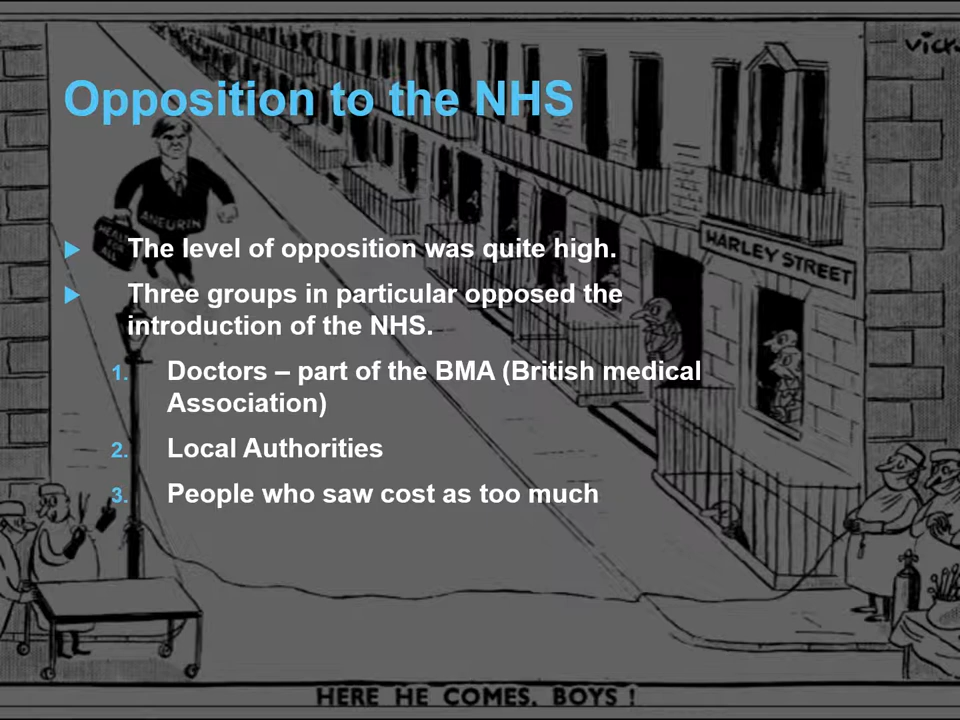 Vicky
Opposition to the NHS
ANEURIN
HEALTH
FOR
ALL
HARLEY STREET
The level of opposition was quite high.
Three groups in particular opposed the
introduction of the NHS.
1. Doctors – part of the BMA (British medical
Association)
2. Local Authorities
3. People who saw cost as too much
HERE HE COMES, BOYS !